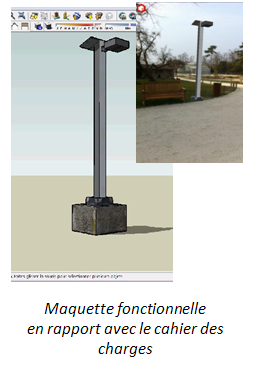 Maquette fonctionnelle
en rapport avec le cahier des
charges